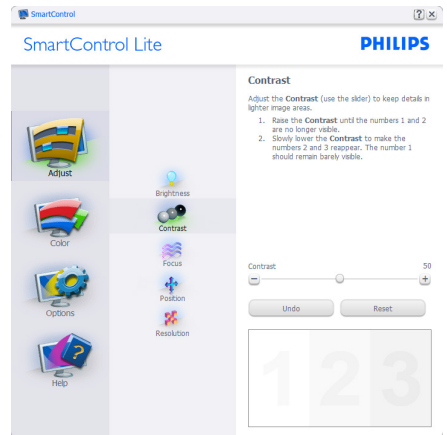 SmartControl
SmartControl Lite
PHILIPS
Adjust
Color
Options
Help
Brightness
Contrast
Focus
Position
Resolution
Contrast
Adjust the Contrast (use the slider) to keep details in
lighter image areas.
1. Raise the Contrast until the numbers 1 and 2
are no longer visible.
2. Slowly lower the Contrast to make the
numbers 2 and 3 reappear. The number 1
should remain barely visible.
Contrast 50
Undo Reset
1 2 3